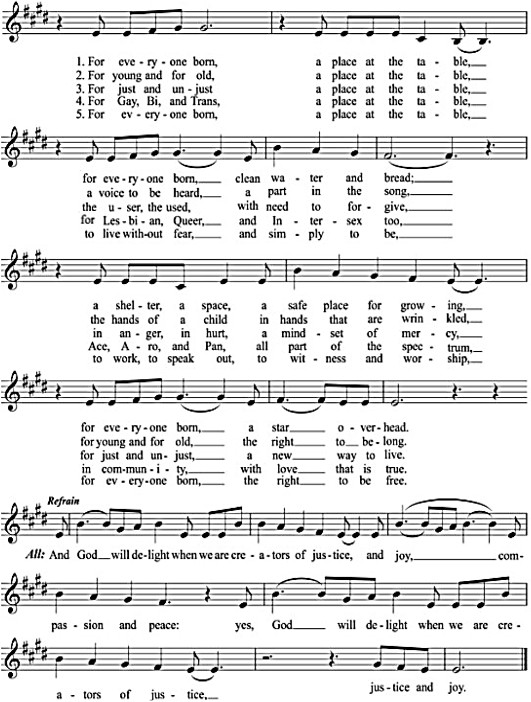 1. For eve - ry - one born, a place at the ta - ble,
2. For young and for old, a place at the ta - ble,
3. For just and un - just a place at the ta - ble,
4. For Gay, Bi, and Trans, a place at the ta - ble,
5. For ev - ery - one born, a place at the ta - ble,
for eve - ry - one born, clean wa - ter and bread;
a voice to be heard, a part in the song,
the u - ser, the used, with need to for - give,
for Les - bi - an, Queer, and In - ter - sex too,
to live with - out fear, and sim - ply to be,
a shel - ter, a space, a safe place for grow - ing,
the hands of a child in hands that are wrin - kled,
in an - ger, in hurt, a mind - set of mer - cy,
Ace, A - ro, and Pan, all part of the spec - trum,
to work, to speak out, to wit - ness and wor - ship,
for eve - ry - one born, a star o - ver - head.
for young and for old, the right to be - long.
for just and un - just, a new way to live.
in com - mun - i - ty, with love that is true.
for ev - ery - one born, the right to be free.
Refrain
All: And God will de - light when we are cre - a - tors of jus - tice, and joy, com -
pas - sion and peace: yes, God will de - light when we are cre -
a - tors of jus - tice, jus - tice and joy.